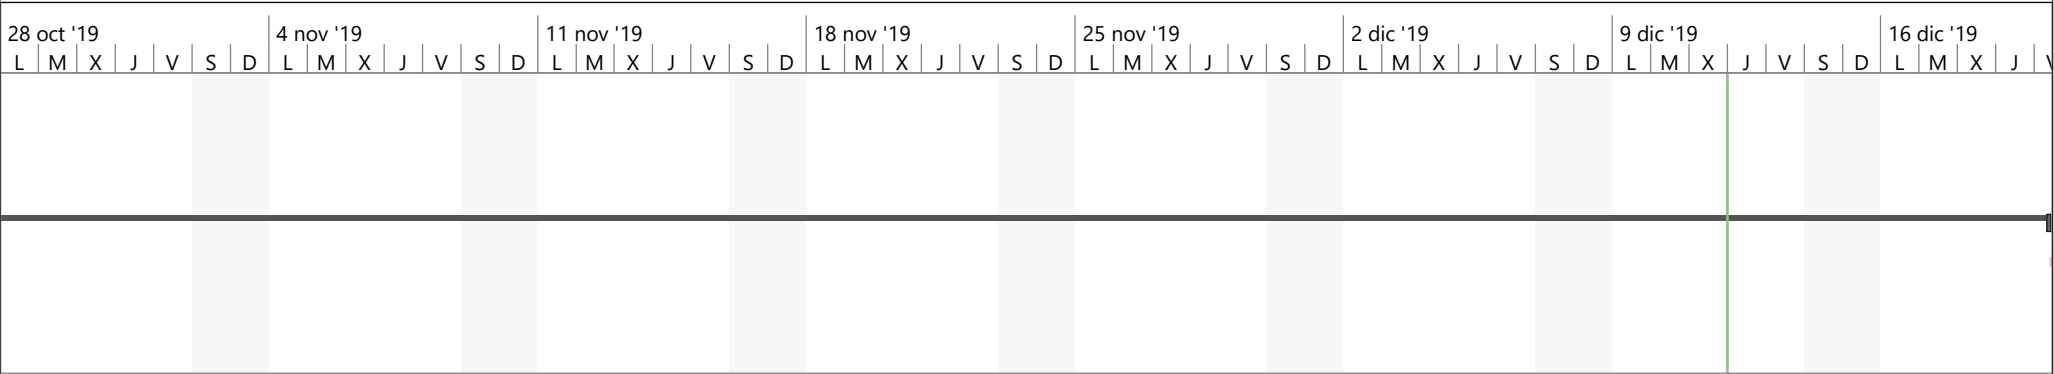 28 oct '19 4 nov '19 11 nov '19 18 nov '19 25 nov '19 2 dic '19 9 dic '19 16 dic '19
L M X J V S D L M X J V S D L M X J V S D L M X J V S D L M X J V S D L M X J V S D L M X J V S D L M X J V